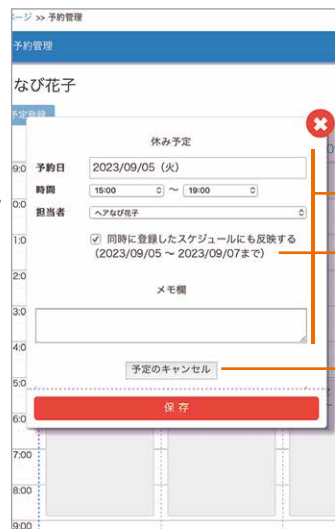 ージ >> 予約管理
予約管理
なび花子
予定登録
休み予定
予約日 2023/09/05（火）
時間 15:00 〜 19:00
担当者 ヘアなび花子
同時に登録したスケジュールにも反映する
（2023/09/05 〜 2023/09/07まで）
メモ欄
予定のキャンセル
保存
9:0
0:0
1:0
2:0
3:0
4:0
5:0
6:0
7:00
8:00
9:00